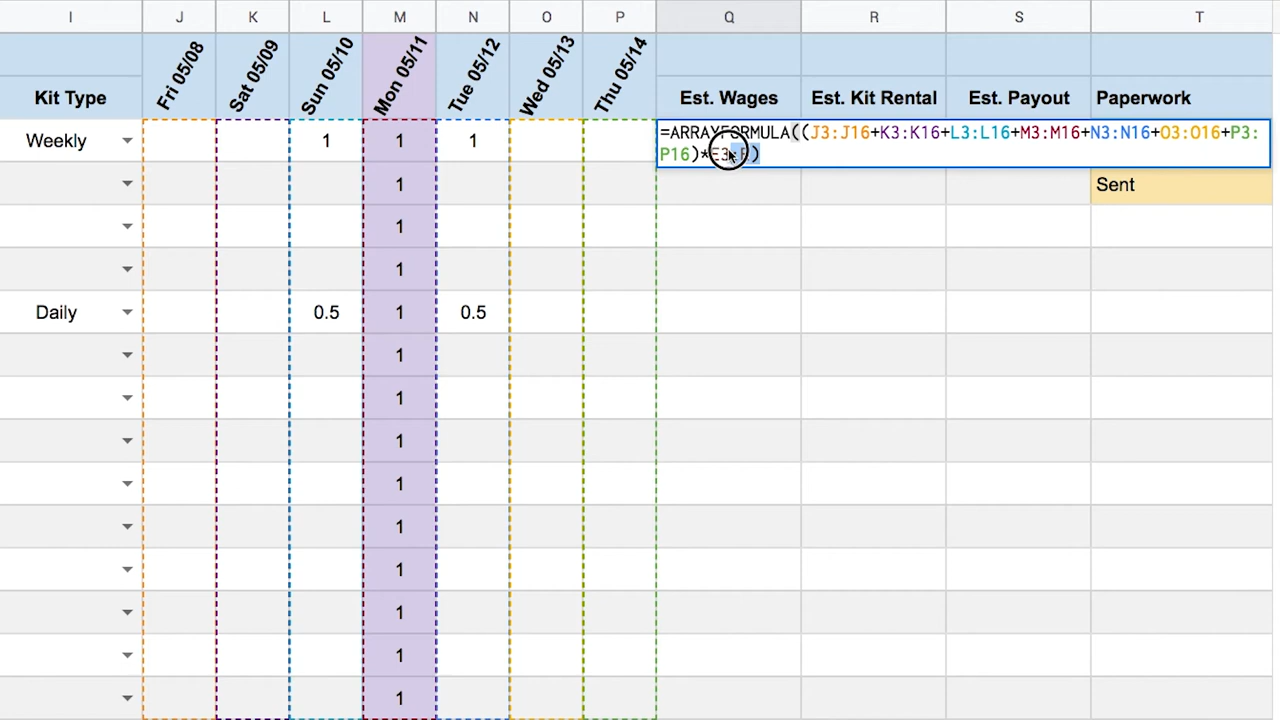 I J K L M N O P Q R S T
Fri 05/08 Sat 05/09 Sun 05/10 Mon 05/11 Tue 05/12 Wed 05/13 Thu 05/14
Kit Type Est. Wages Est. Kit Rental Est. Payout Paperwork
Weekly 1 1 1 =ARRAYFORMULA((J3:J16+K3:K16+L3:L16+M3:M16+N3:N16+O3:O16+P3:
P16)*E3:E)
1 Sent
1
1
Daily 0.5 1 0.5
1
1
1
1
1
1
1
1
1